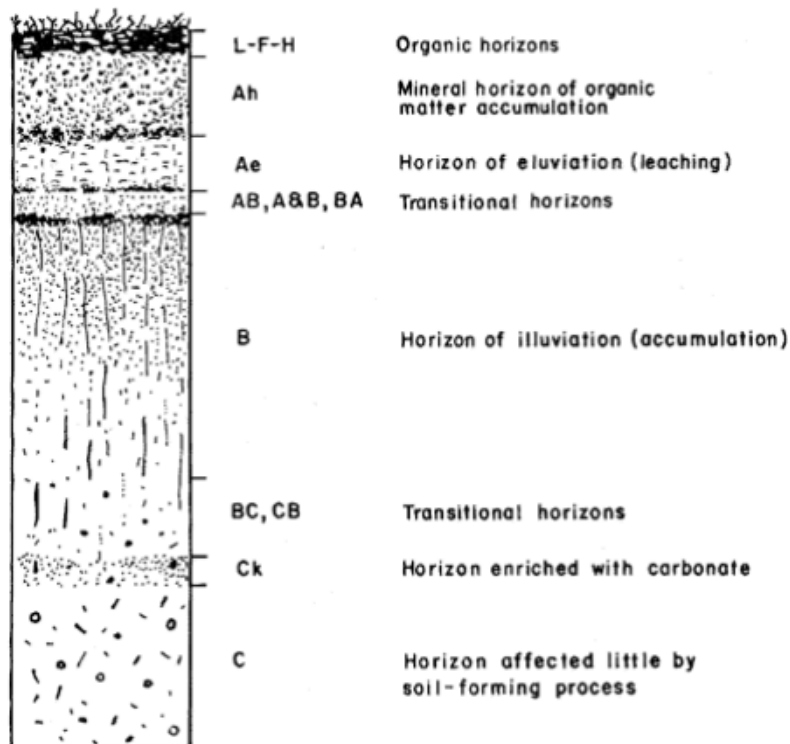 L-F-H Organic horizons
Ah Mineral horizon of organic
matter accumulation
Ae Horizon of eluviation (leaching)
AB, A&B, BA Transitional horizons
B Horizon of illuviation (accumulation)
BC, CB Transitional horizons
Ck Horizon enriched with carbonate
C Horizon affected little by
soil-forming process